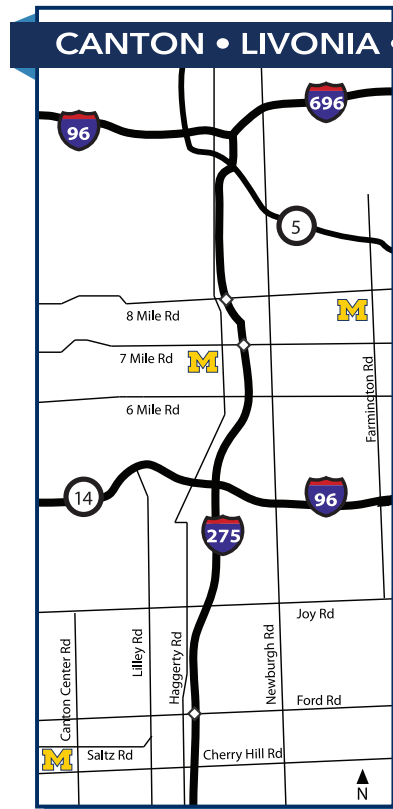 CANTON • LIVONIA •
96
696
5
8 Mile Rd
M
7 Mile Rd
M
6 Mile Rd
Farmington Rd
14
96
275
Joy Rd
Canton Center Rd
Lilley Rd
Haggerty Rd
Newburgh Rd
Ford Rd
M
Saltz Rd
Cherry Hill Rd
N